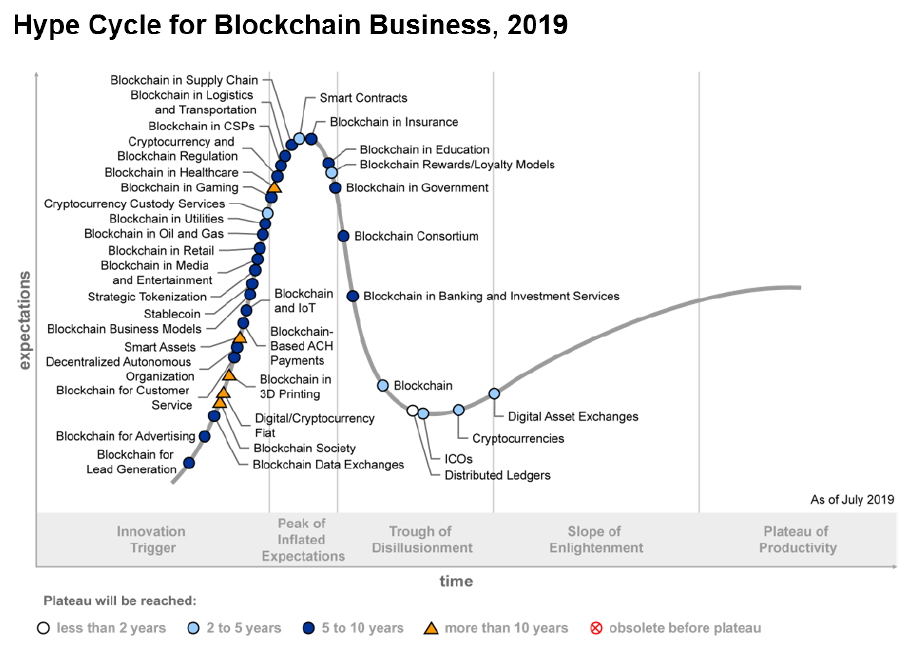 Hype Cycle for Blockchain Business, 2019
Blockchain in Supply Chain
Blockchain in Logistics
and Transportation
Blockchain in CSPs
Cryptocurrency and
Blockchain Regulation
Blockchain in Healthcare
Blockchain in Gaming
Cryptocurrency Custody Services
Blockchain in Utilities
Blockchain in Oil and Gas
Blockchain in Retail
Blockchain in Media
and Entertainment
Strategic Tokenization
Stablecoin
Blockchain Business Models
Smart Assets
Decentralized Autonomous
Organization
Blockchain for Customer
Service
Blockchain for Advertising
Blockchain for
Lead Generation
Smart Contracts
Blockchain in Insurance
Blockchain in Education
Blockchain Rewards/Loyalty Models
Blockchain in Government
Blockchain Consortium
Blockchain in Banking and Investment Services
Blockchain
and IoT
Blockchain-
Based ACH
Payments
Blockchain in
3D Printing
Digital/Cryptocurrency
Fiat
Blockchain Society
Blockchain Data Exchanges
Blockchain
Digital Asset Exchanges
Cryptocurrencies
ICOs
Distributed Ledgers
As of July 2019
expectations
Innovation
Trigger
Peak of
Inflated
Expectations
Trough of
Disillusionment
Slope of
Enlightenment
Plateau of
Productivity
time
Plateau will be reached:
less than 2 years
2 to 5 years
5 to 10 years
more than 10 years
obsolete before plateau